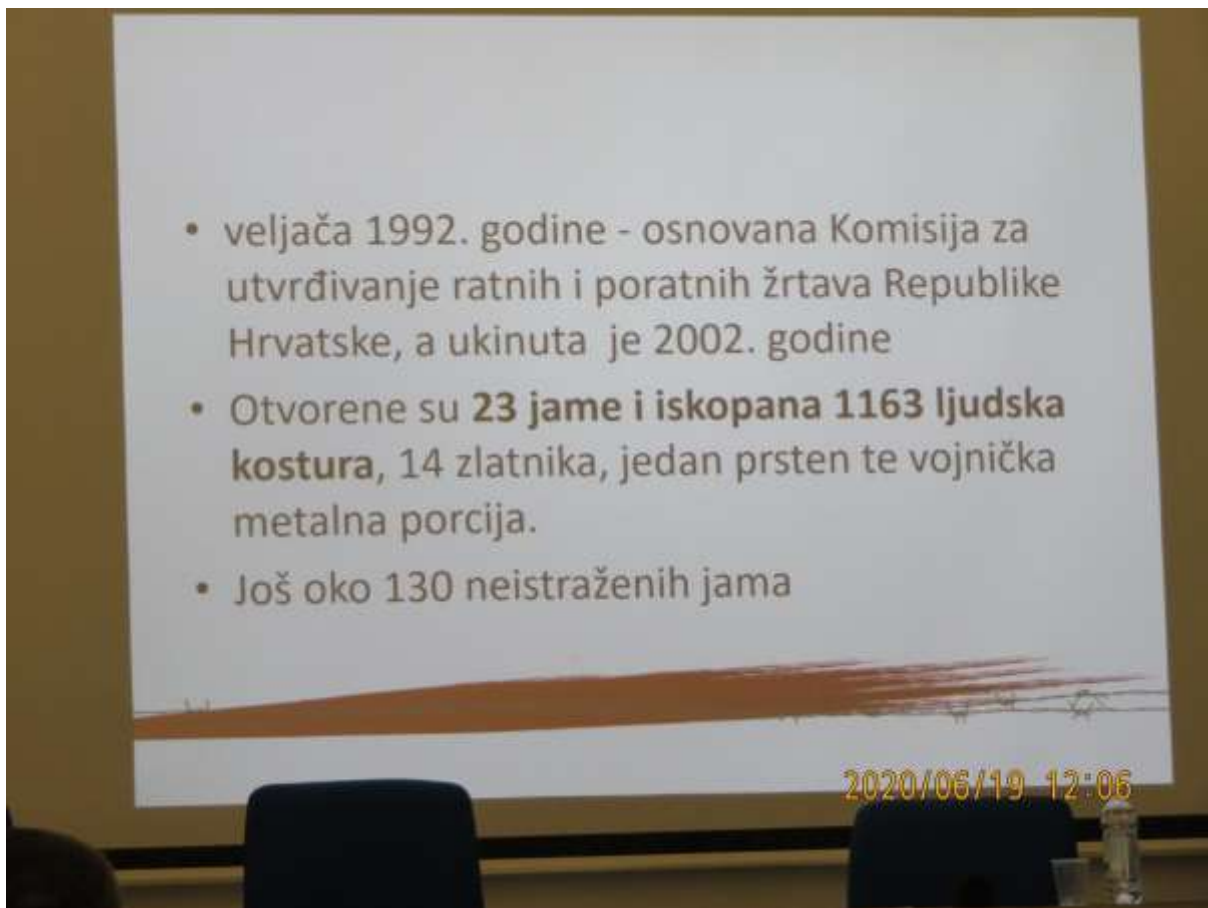 • veljača 1992. godine - osnovana Komisija za
utvrđivanje ratnih i poratnih žrtava Republike
Hrvatske, a ukinuta je 2002. godine
• Otvorene su 23 jame i iskopana 1163 ljudska
kostura, 14 zlatnika, jedan prsten te vojnička
metalna porcija.
• Još oko 130 neistraženih jama
2020/06/19 12:06